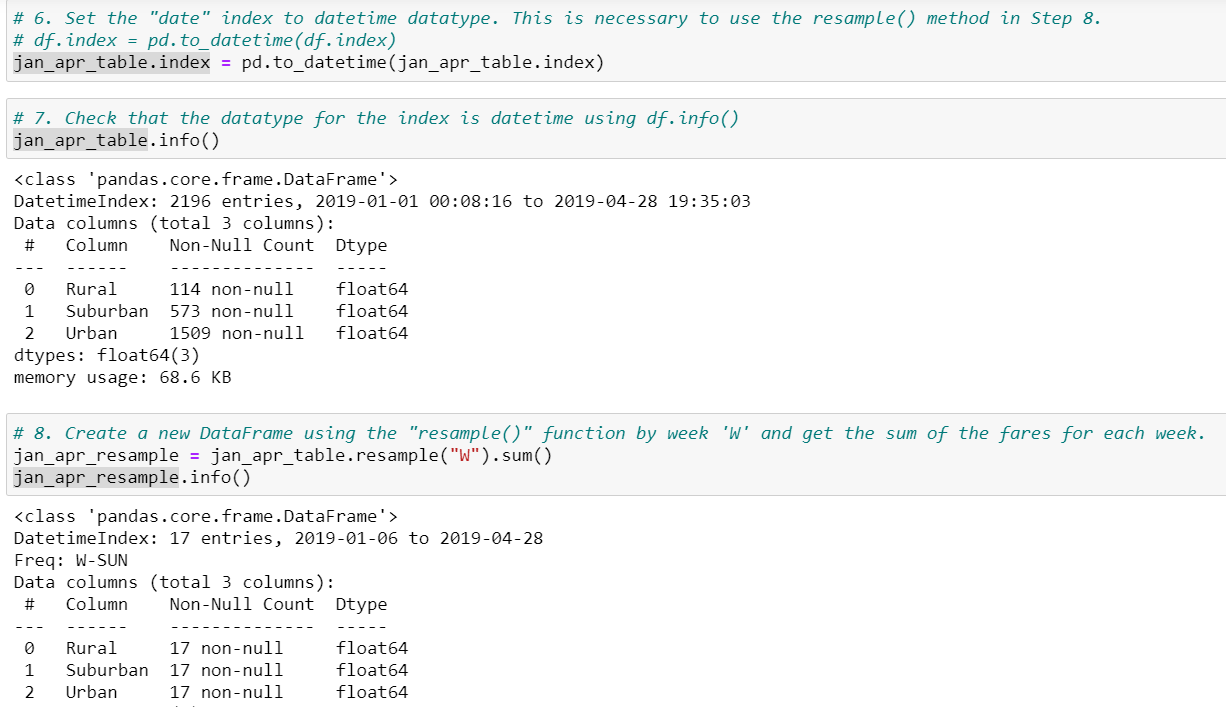 # 6. Set the "date" index to datetime datatype. This is necessary to use the resample() method in Step 8.
# df.index = pd.to_datetime(df.index)
jan_apr_table.index = pd.to_datetime(jan_apr_table.index)
# 7. Check that the datatype for the index is datetime using df.info()
jan_apr_table.info()
<class 'pandas.core.frame.DataFrame'>
DatetimeIndex: 2196 entries, 2019-01-01 00:08:16 to 2019-04-28 19:35:03
Data columns (total 3 columns):
 #   Column    Non-Null Count  Dtype
---  ------    --------------  -----
 0   Rural     114 non-null    float64
 1   Suburban  573 non-null    float64
 2   Urban     1509 non-null   float64
dtypes: float64(3)
memory usage: 68.6 KB
# 8. Create a new DataFrame using the "resample()" function by week 'W' and get the sum of the fares for each week.
jan_apr_resample = jan_apr_table.resample("W").sum()
jan_apr_resample.info()
<class 'pandas.core.frame.DataFrame'>
DatetimeIndex: 17 entries, 2019-01-06 to 2019-04-28
Freq: W-SUN
Data columns (total 3 columns):
 #   Column    Non-Null Count  Dtype
---  ------    --------------  -----
 0   Rural     17 non-null     float64
 1   Suburban  17 non-null     float64
 2   Urban     17 non-null     float64